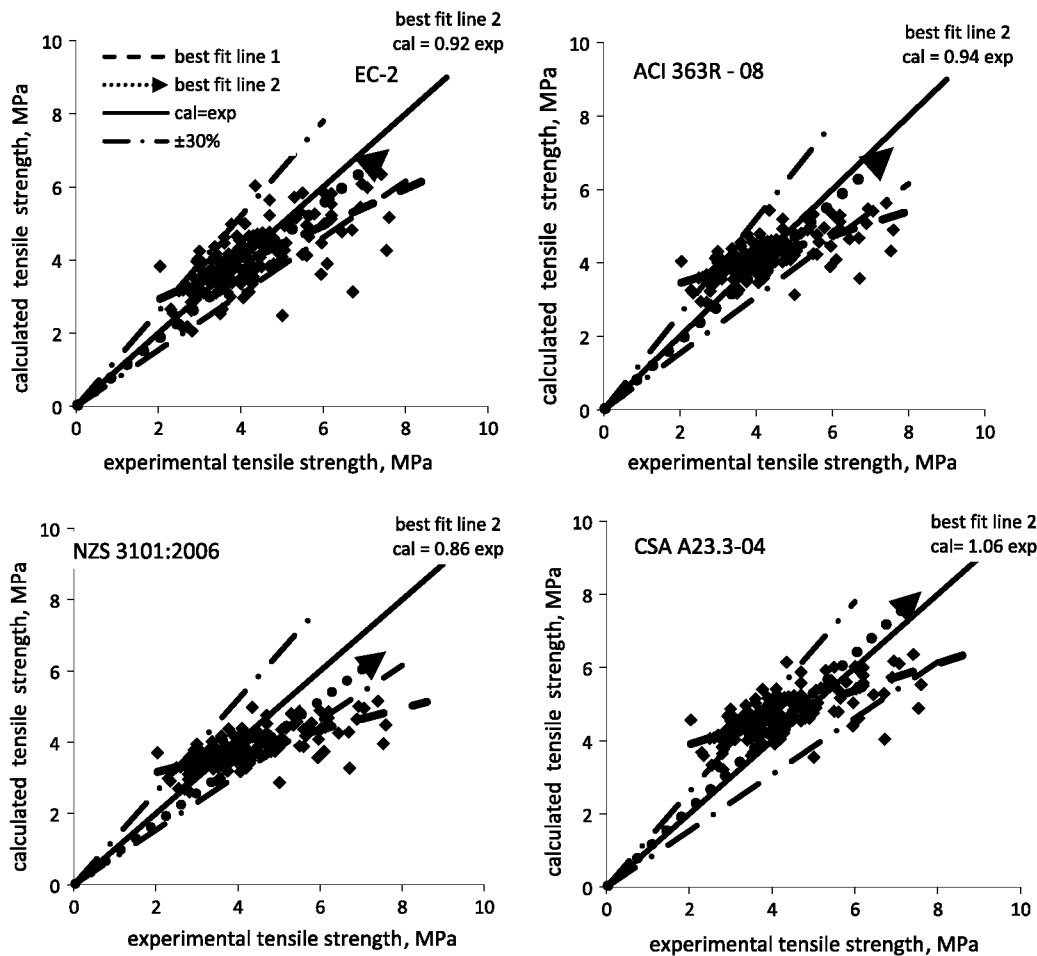 best fit line 2
cal = 0.92 exp
EC-2
best fit line 1
best fit line 2
cal=exp
±30%
calculated tensile strength, MPa
10
8
6
4
2
0
0 2 4 6 8 10
experimental tensile strength, MPa
best fit line 2
cal = 0.94 exp
ACI 363R - 08
calculated tensile strength, MPa
10
8
6
4
2
0
0 2 4 6 8 10
experimental tensile strength, MPa
best fit line 2
cal = 0.86 exp
NZS 3101:2006
calculated tensile strength, MPa
10
8
6
4
2
0
0 2 4 6 8 10
experimental tensile strength, MPa
best fit line 2
cal= 1.06 exp
CSA A23.3-04
calculated tensile strength, MPa
10
8
6
4
2
0
0 2 4 6 8 10
experimental tensile strength, MPa